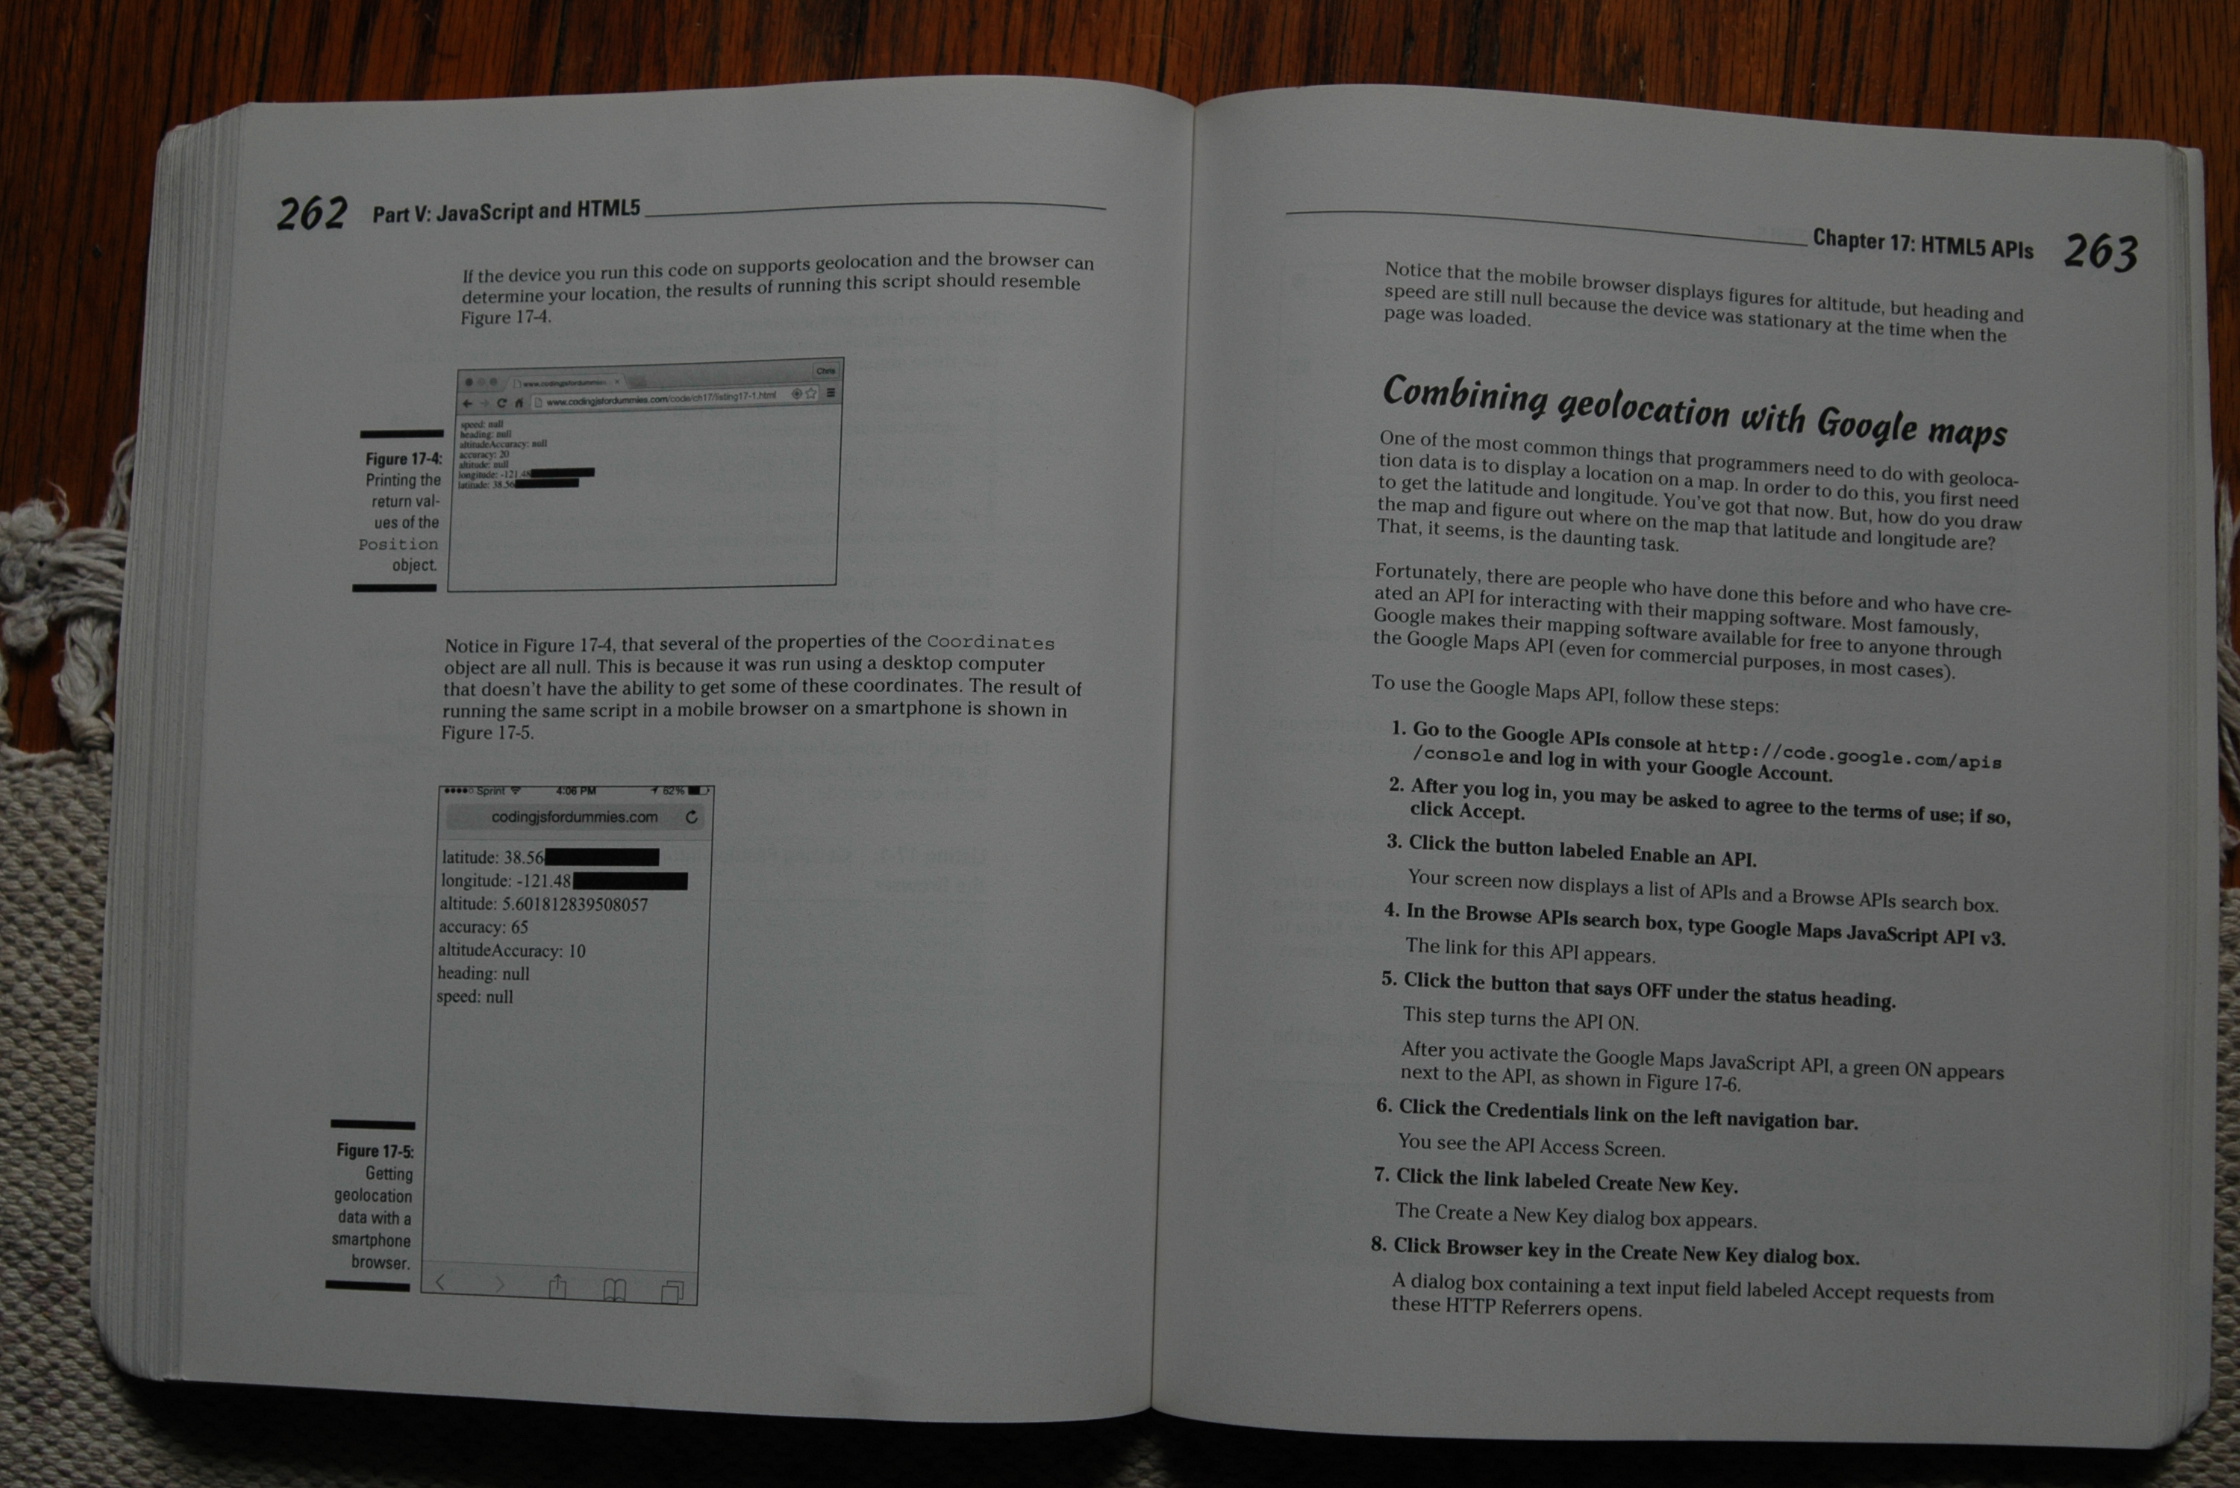 262 Part V: JavaScript and HTML5
If the device you run this code on supports geolocation and the browser can
determine your location, the results of running this script should resemble
Figure 17-4.
Chris
www.codingjsfordummies.com/code/ch17/listing17-1.html
speed: null
heading: null
altitudeAccuracy: null
accuracy: 20
altitude: null
longitude: -121.48
latitude: 38.56
Figure 17-4:
Printing the
return val-
ues of the
Position
object.
Notice in Figure 17-4, that several of the properties of the Coordinates
object are all null. This is because it was run using a desktop computer
that doesn't have the ability to get some of these coordinates. The result of
running the same script in a mobile browser on a smartphone is shown in
Figure 17-5.
Sprint 4:06 PM 82%
codingjsfordummies.com
latitude: 38.56
longitude: -121.48
altitude: 5.601812839508057
accuracy: 65
altitudeAccuracy: 10
heading: null
speed: null
Figure 17-5:
Getting
geolocation
data with a
smartphone
browser.
Chapter 17: HTML5 APIs 263
Notice that the mobile browser displays figures for altitude, but heading and
speed are still null because the device was stationary at the time when the
page was loaded.
Combining geolocation with Google maps
One of the most common things that programmers need to do with geoloca-
tion data is to display a location on a map. In order to do this, you first need
to get the latitude and longitude. You've got that now. But, how do you draw
the map and figure out where on the map that latitude and longitude are?
That, it seems, is the daunting task.
Fortunately, there are people who have done this before and who have cre-
ated an API for interacting with their mapping software. Most famously,
Google makes their mapping software available for free to anyone through
the Google Maps API (even for commercial purposes, in most cases).
To use the Google Maps API, follow these steps:
1. Go to the Google APIs console at http://code.google.com/apis
/console and log in with your Google Account.
2. After you log in, you may be asked to agree to the terms of use; if so,
click Accept.
3. Click the button labeled Enable an API.
Your screen now displays a list of APIs and a Browse APIs search box.
4. In the Browse APIs search box, type Google Maps JavaScript API v3.
The link for this API appears.
5. Click the button that says OFF under the status heading.
This step turns the API ON.
After you activate the Google Maps JavaScript API, a green ON appears
next to the API, as shown in Figure 17-6.
6. Click the Credentials link on the left navigation bar.
You see the API Access Screen.
7. Click the link labeled Create New Key.
The Create a New Key dialog box appears.
8. Click Browser key in the Create New Key dialog box.
A dialog box containing a text input field labeled Accept requests from
these HTTP Referrers opens.